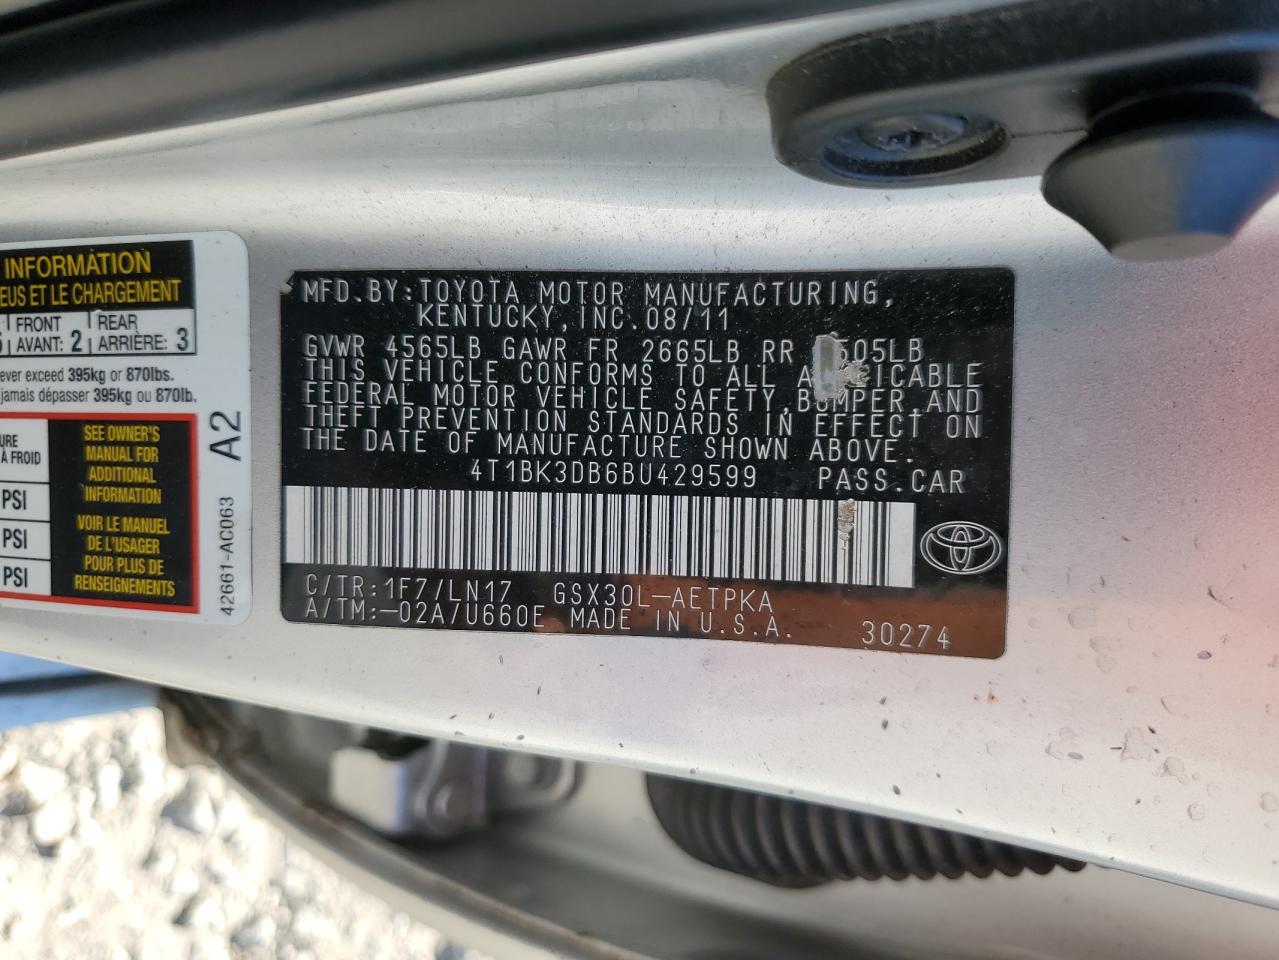 INFORMATION
EUS ET LE CHARGEMENT
FRONT
AVANT: 2
REAR
ARRIÈRE: 3
ever exceed 395kg or 870lbs.
jamais dépasser 395kg ou 870lb.
URE
À FROID
PSI
PSI
PSI
SEE OWNER'S
MANUAL FOR
ADDITIONAL
INFORMATION
VOIR LE MANUEL
DE L'USAGER
POUR PLUS DE
RENSEIGNEMENTS
42661-AC063 A2
MFD.BY:TOYOTA MOTOR MANUFACTURING,
KENTUCKY,INC.08/11
GVWR 4565LB GAWR FR 2665LB RR 505LB
THIS VEHICLE CONFORMS TO ALL
FEDERAL MOTOR VEHICLE SAFETY,BUMPER,AND
THEFT PREVENTION STANDARDS IN EFFECT ON
THE DATE OF MANUFACTURE SHOWN ABOVE.
4T1BK3DB6BU429599 PASS.CAR
C/TR:1F7/LN17 GSX30L-AETPKA
A/TM:-02A/U660E MADE IN U.S.A. 30274